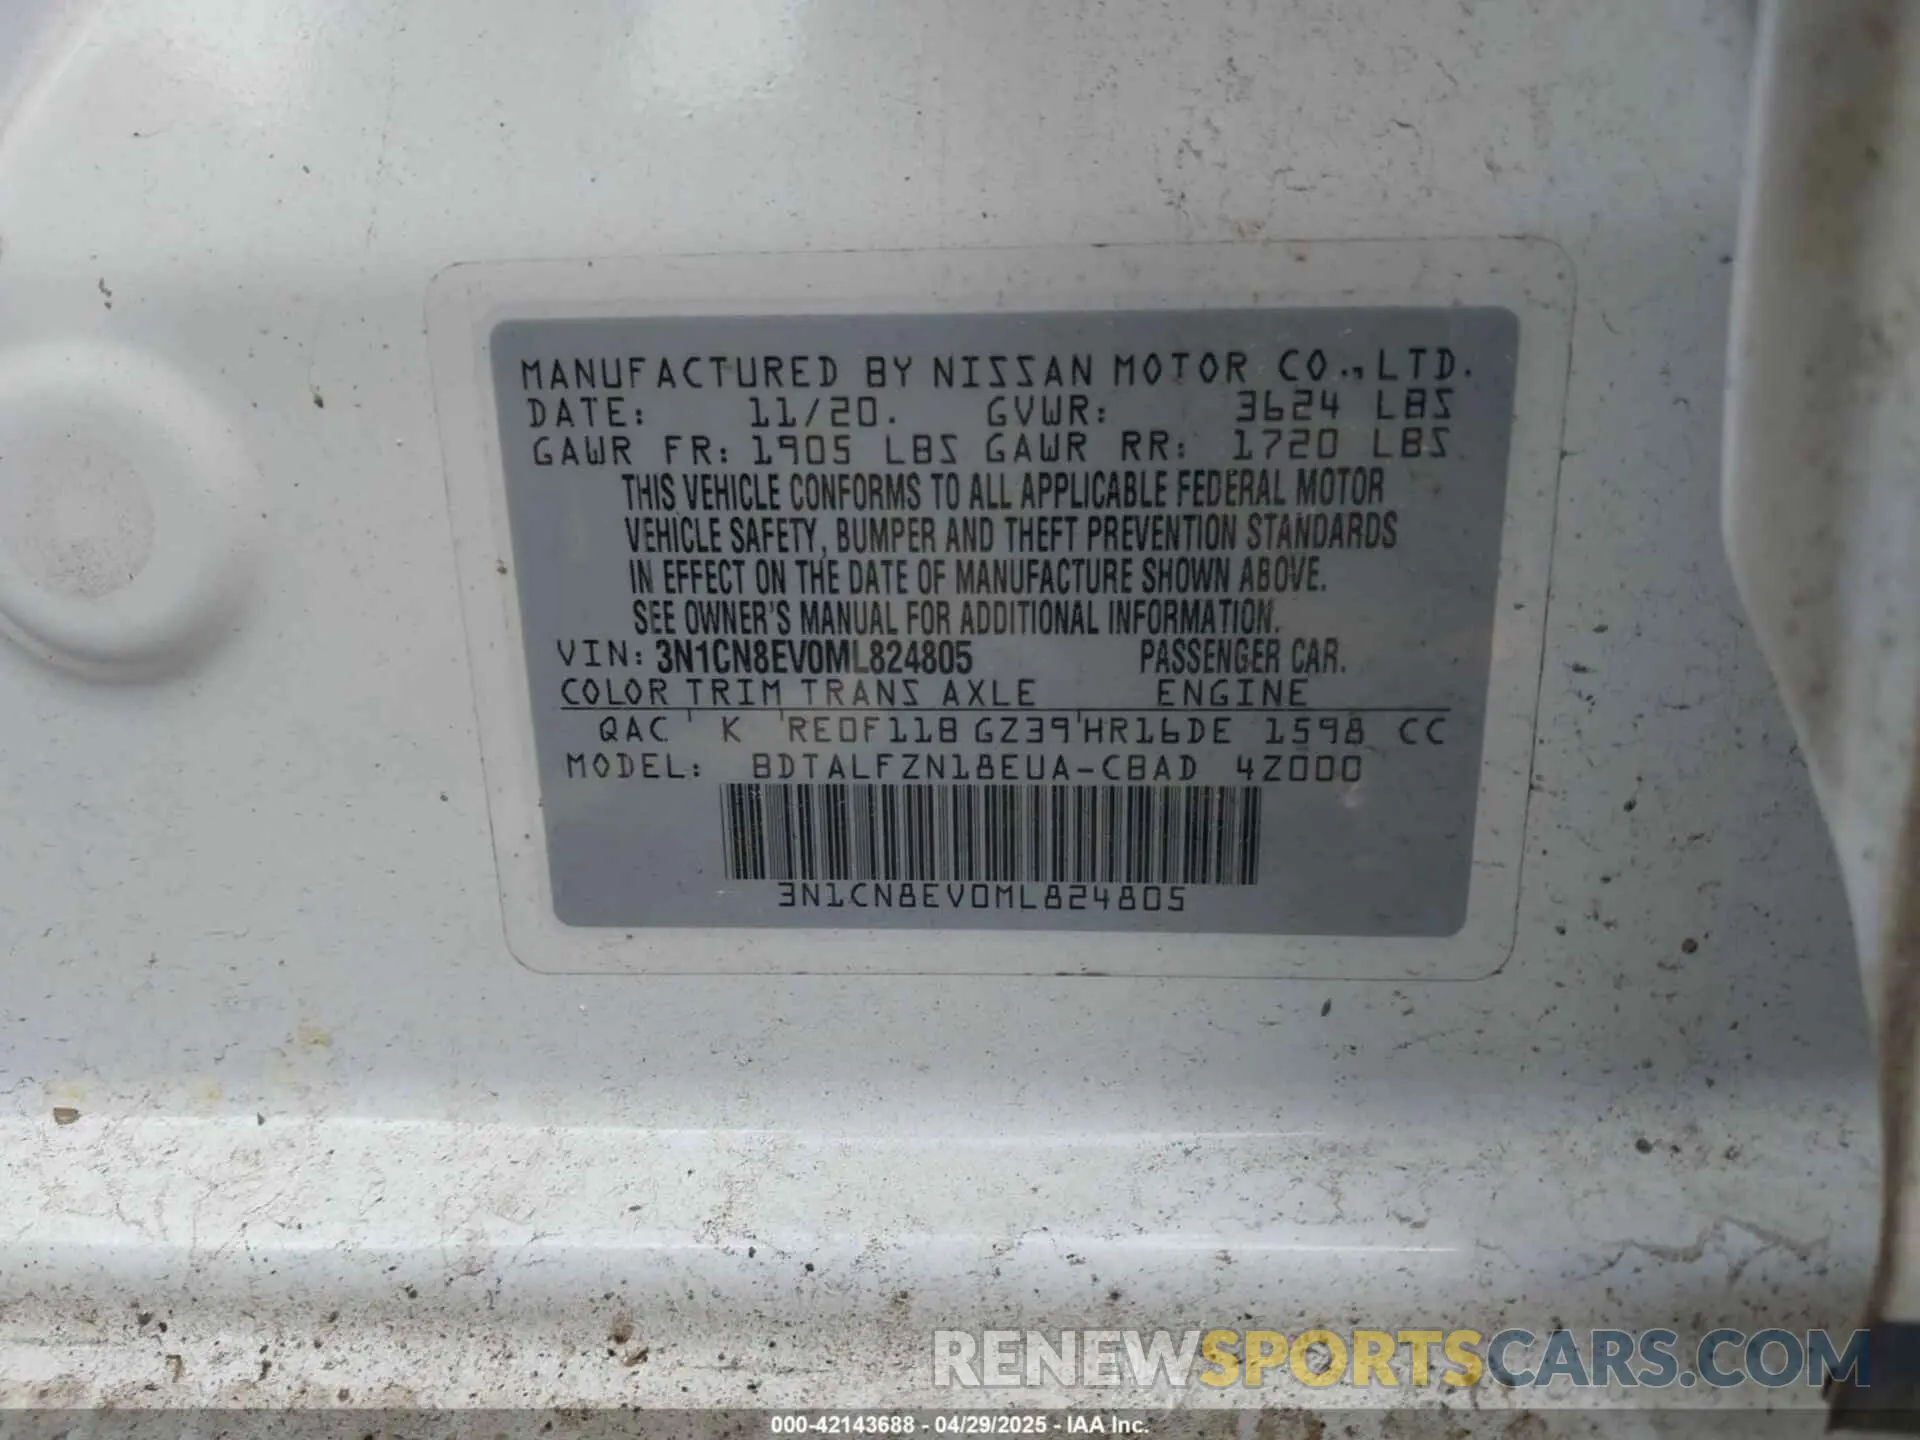 MANUFACTURED BY NISSAN MOTOR CO., LTD.
DATE: 11/20. GVWR: 3624 LBS
GAWR FR: 1905 LBS GAWR RR: 1720 LBS
THIS VEHICLE CONFORMS TO ALL APPLICABLE FEDERAL MOTOR
VEHICLE SAFETY, BUMPER AND THEFT PREVENTION STANDARDS
IN EFFECT ON THE DATE OF MANUFACTURE SHOWN ABOVE.
SEE OWNER'S MANUAL FOR ADDITIONAL INFORMATION.
VIN: 3N1CN8EV0ML824805 PASSENGER CAR.
COLOR TRIM TRANS AXLE ENGINE
QAC K RE0F11B GZ39 HR16DE 1598 CC
MODEL: BDTALFZN18EUA-CBAD 4Z000
3N1CN8EV0ML824805
RENEWSPORTSCARS.COM
000-42143688 - 04/29/2025 - IAA Inc.